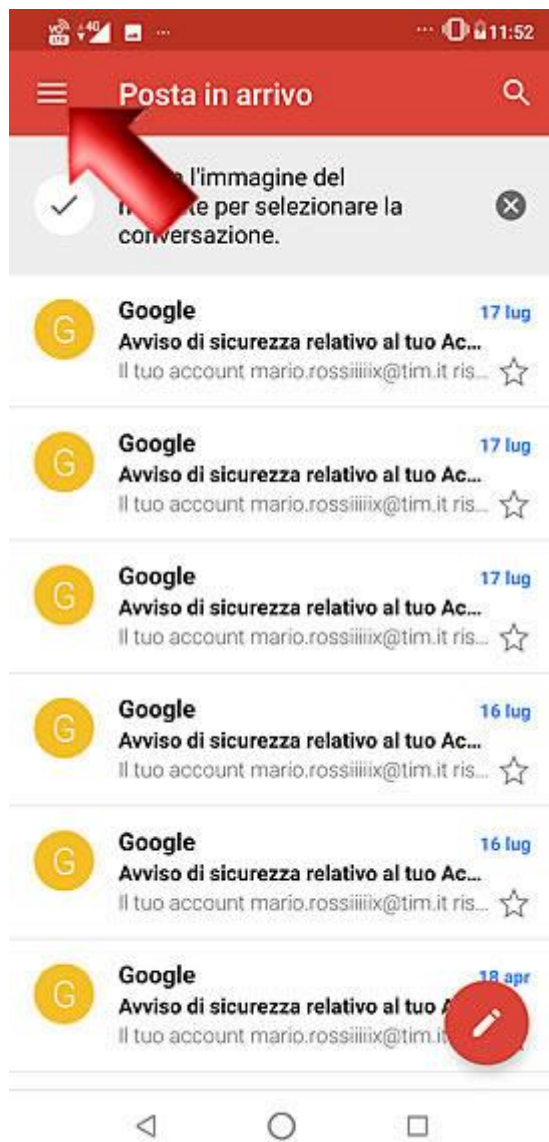 VO LTE 40 11:52
Posta in arrivo
l'immagine del
te per selezionare la
conversazione.
Google 17 lug
Avviso di sicurezza relativo al tuo Ac...
Il tuo account mario.rossiiiiix@tim.it ris...
Google 17 lug
Avviso di sicurezza relativo al tuo Ac...
Il tuo account mario.rossiiiiix@tim.it ris...
Google 17 lug
Avviso di sicurezza relativo al tuo Ac...
Il tuo account mario.rossiiiiix@tim.it ris...
Google 16 lug
Avviso di sicurezza relativo al tuo Ac...
Il tuo account mario.rossiiiiix@tim.it ris...
Google 16 lug
Avviso di sicurezza relativo al tuo Ac...
Il tuo account mario.rossiiiiix@tim.it ris...
Google 18 apr
Avviso di sicurezza relativo al tuo
Il tuo account mario.rossiiiiix@tim.it